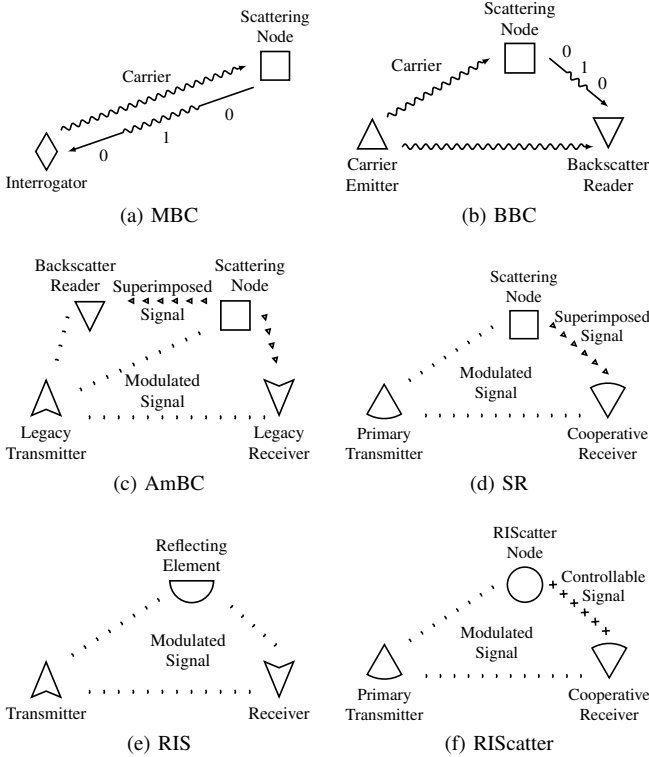 Scattering
Node
Carrier
0
1
0
Interrogator
(a) MBC
Scattering
Node
Carrier
0
1
0
Carrier
Emitter
Backscatter
Reader
(b) BBC
Backscatter
Reader
Superimposed
Signal
Scattering
Node
Modulated
Signal
Legacy
Transmitter
Legacy
Receiver
(c) AmBC
Scattering
Node
Superimposed
Signal
Modulated
Signal
Primary
Transmitter
Cooperative
Receiver
(d) SR
Reflecting
Element
Modulated
Signal
Transmitter
Receiver
(e) RIS
RIScatter
Node
Controllable
Signal
Modulated
Signal
Primary
Transmitter
Cooperative
Receiver
(f) RIScatter